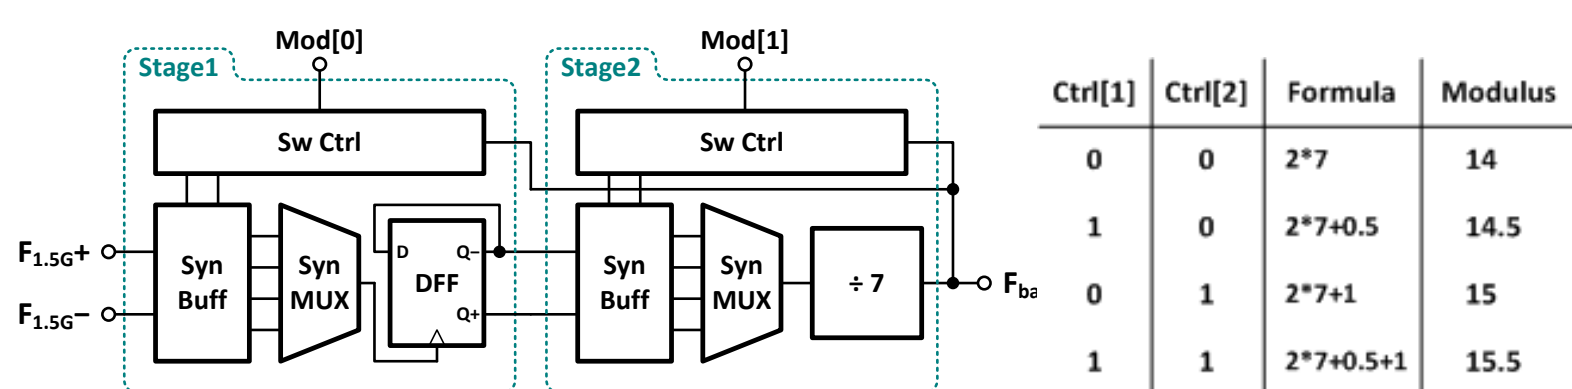 Mod[0]
Mod[1]
Stage1
Stage2
Sw Ctrl
Sw Ctrl
F1.5G+
F1.5G−
Syn
Buff
Syn
MUX
D
Q−
DFF
Q+
Syn
Buff
Syn
MUX
÷ 7
Fba
Ctrl[1] Ctrl[2] Formula Modulus
0 0 2*7 14
1 0 2*7+0.5 14.5
0 1 2*7+1 15
1 1 2*7+0.5+1 15.5